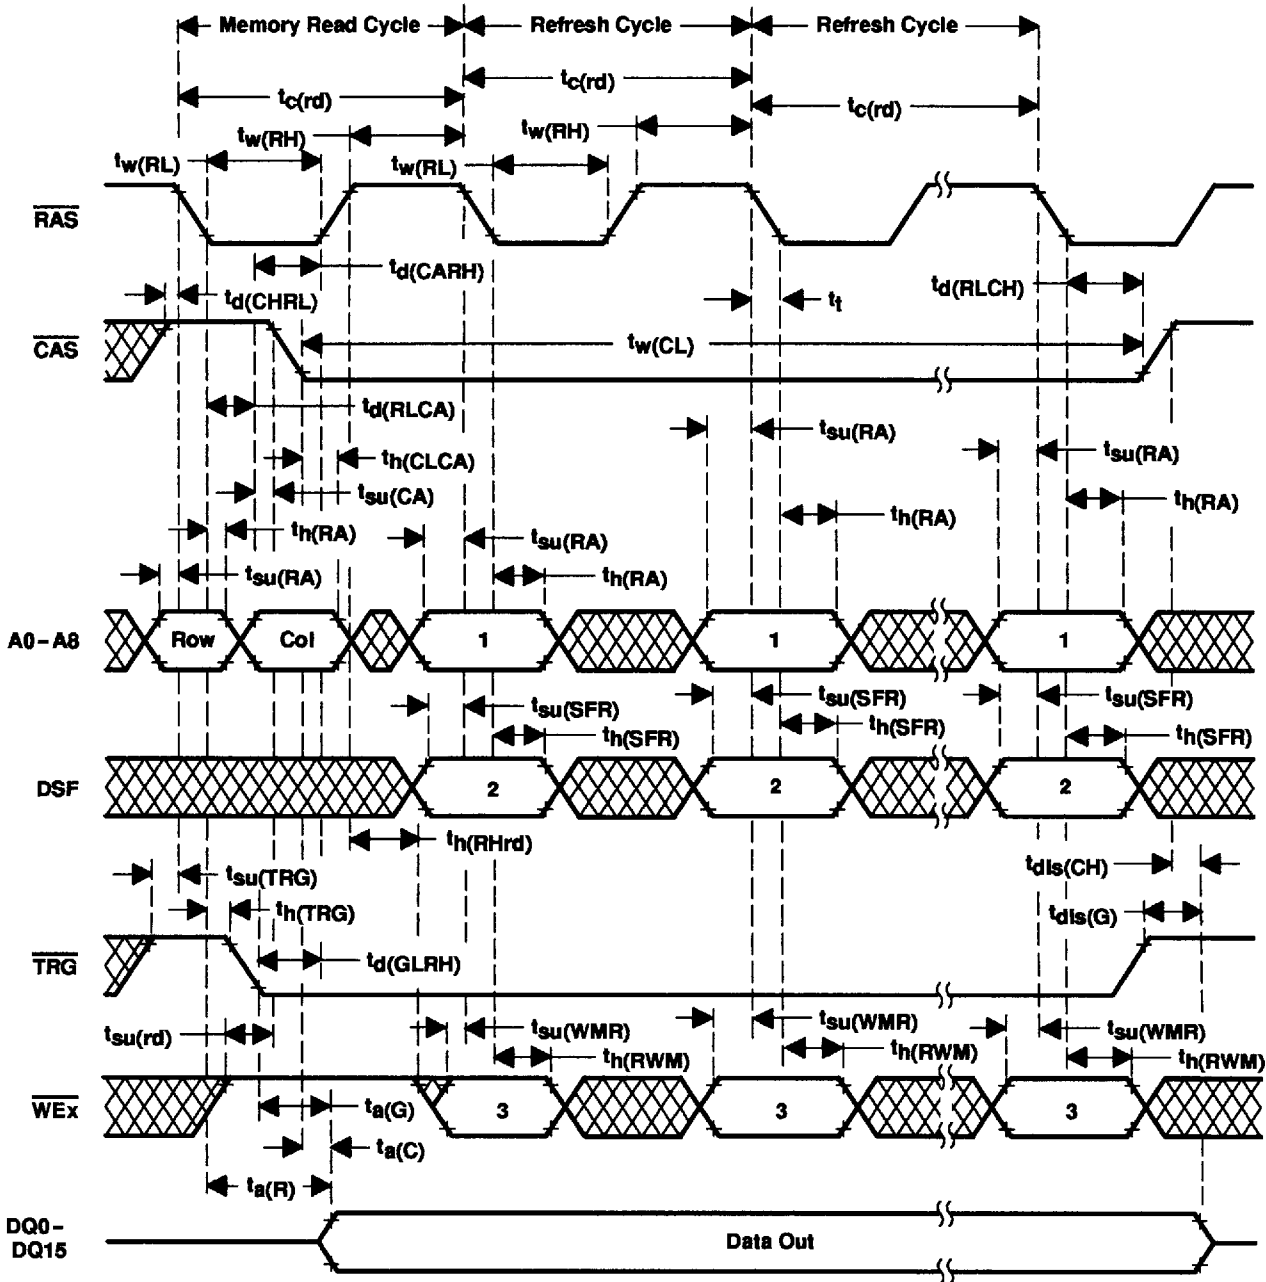 Memory Read Cycle
Refresh Cycle
Refresh Cycle
tc(rd)
tc(rd)
tc(rd)
tw(RH)
tw(RH)
tw(RL)
tw(RL)
RAS
td(CARH)
td(CHRL)
tt
td(RLCH)
CAS
tw(CL)
td(RLCA)
tsu(RA)
tsu(RA)
th(CLCA)
tsu(CA)
th(RA)
th(RA)
th(RA)
tsu(RA)
tsu(RA)
th(RA)
A0–A8
Row
Col
1
1
1
tsu(SFR)
tsu(SFR)
tsu(SFR)
th(SFR)
th(SFR)
th(SFR)
DSF
2
2
2
th(RHrd)
tsu(TRG)
tdis(CH)
th(TRG)
tdis(G)
TRG
td(GLRH)
tsu(rd)
tsu(WMR)
tsu(WMR)
tsu(WMR)
th(RWM)
th(RWM)
th(RWM)
WEx
ta(G)
3
3
3
ta(C)
ta(R)
DQ0–
DQ15
Data Out